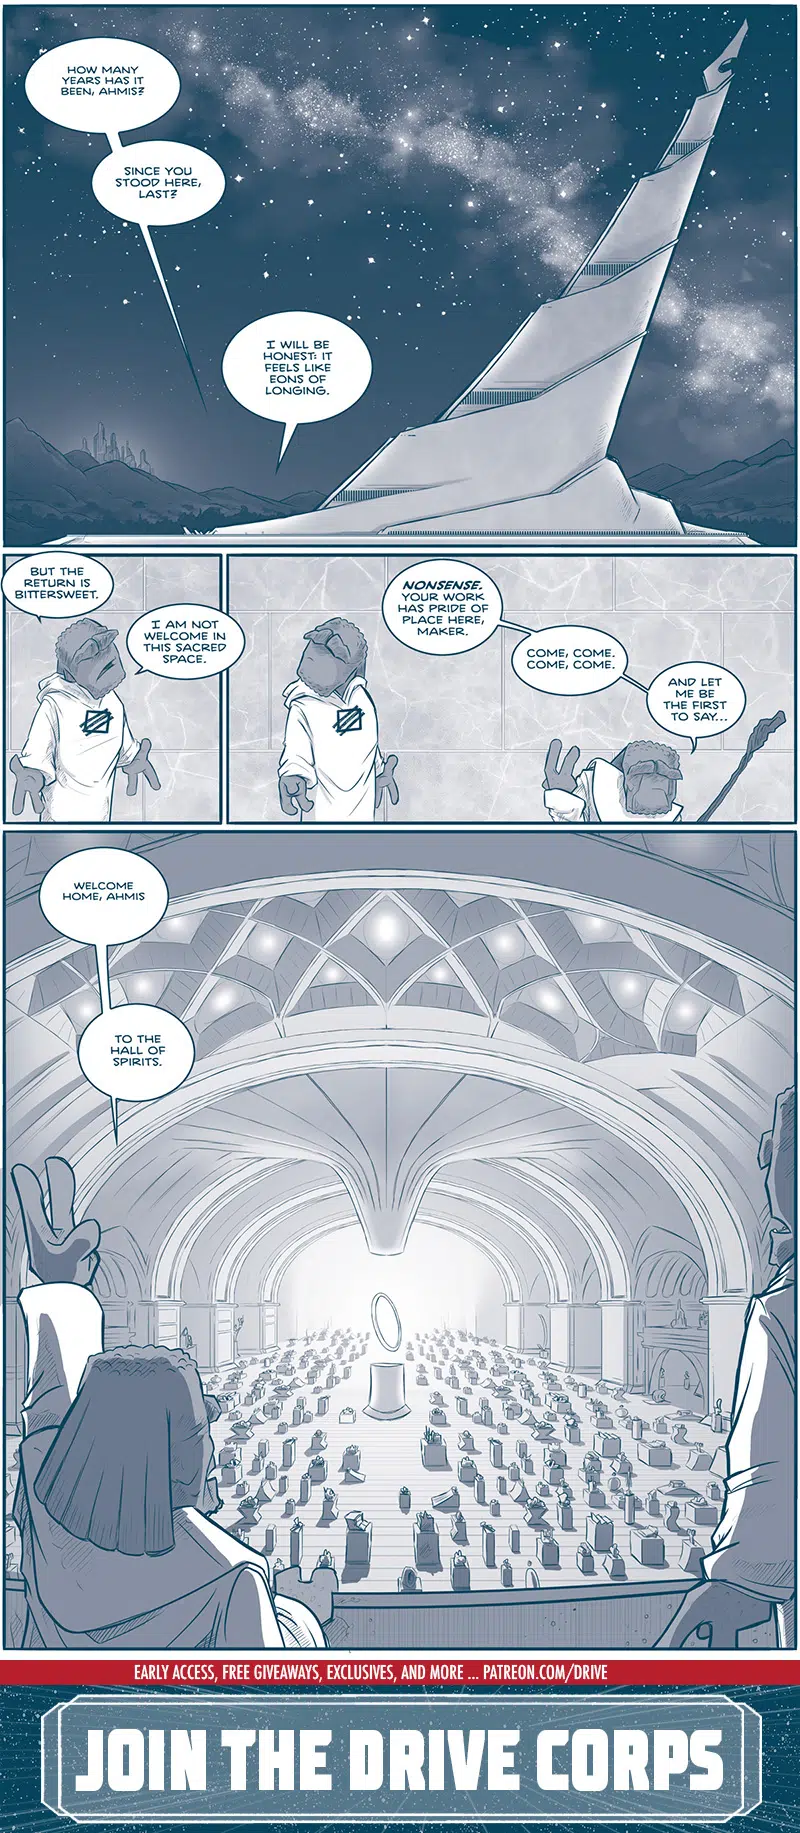 HOW MANY
YEARS HAS IT
BEEN, AHMIS?
SINCE YOU
STOOD HERE,
LAST?
I WILL BE
HONEST: IT
FEELS LIKE
EONS OF
LONGING.
BUT THE
RETURN IS
BITTERSWEET.
I AM NOT
WELCOME IN
THIS SACRED
SPACE.
NONSENSE.
YOUR WORK
HAS PRIDE OF
PLACE HERE,
MAKER.
COME, COME.
COME, COME.
AND LET
ME BE
THE FIRST
TO SAY...
WELCOME
HOME, AHMIS
TO THE
HALL OF
SPIRITS.
EARLY ACCESS, FREE GIVEAWAYS, EXCLUSIVES, AND MORE ... PATREON.COM/DRIVE
JOIN THE DRIVE CORPS